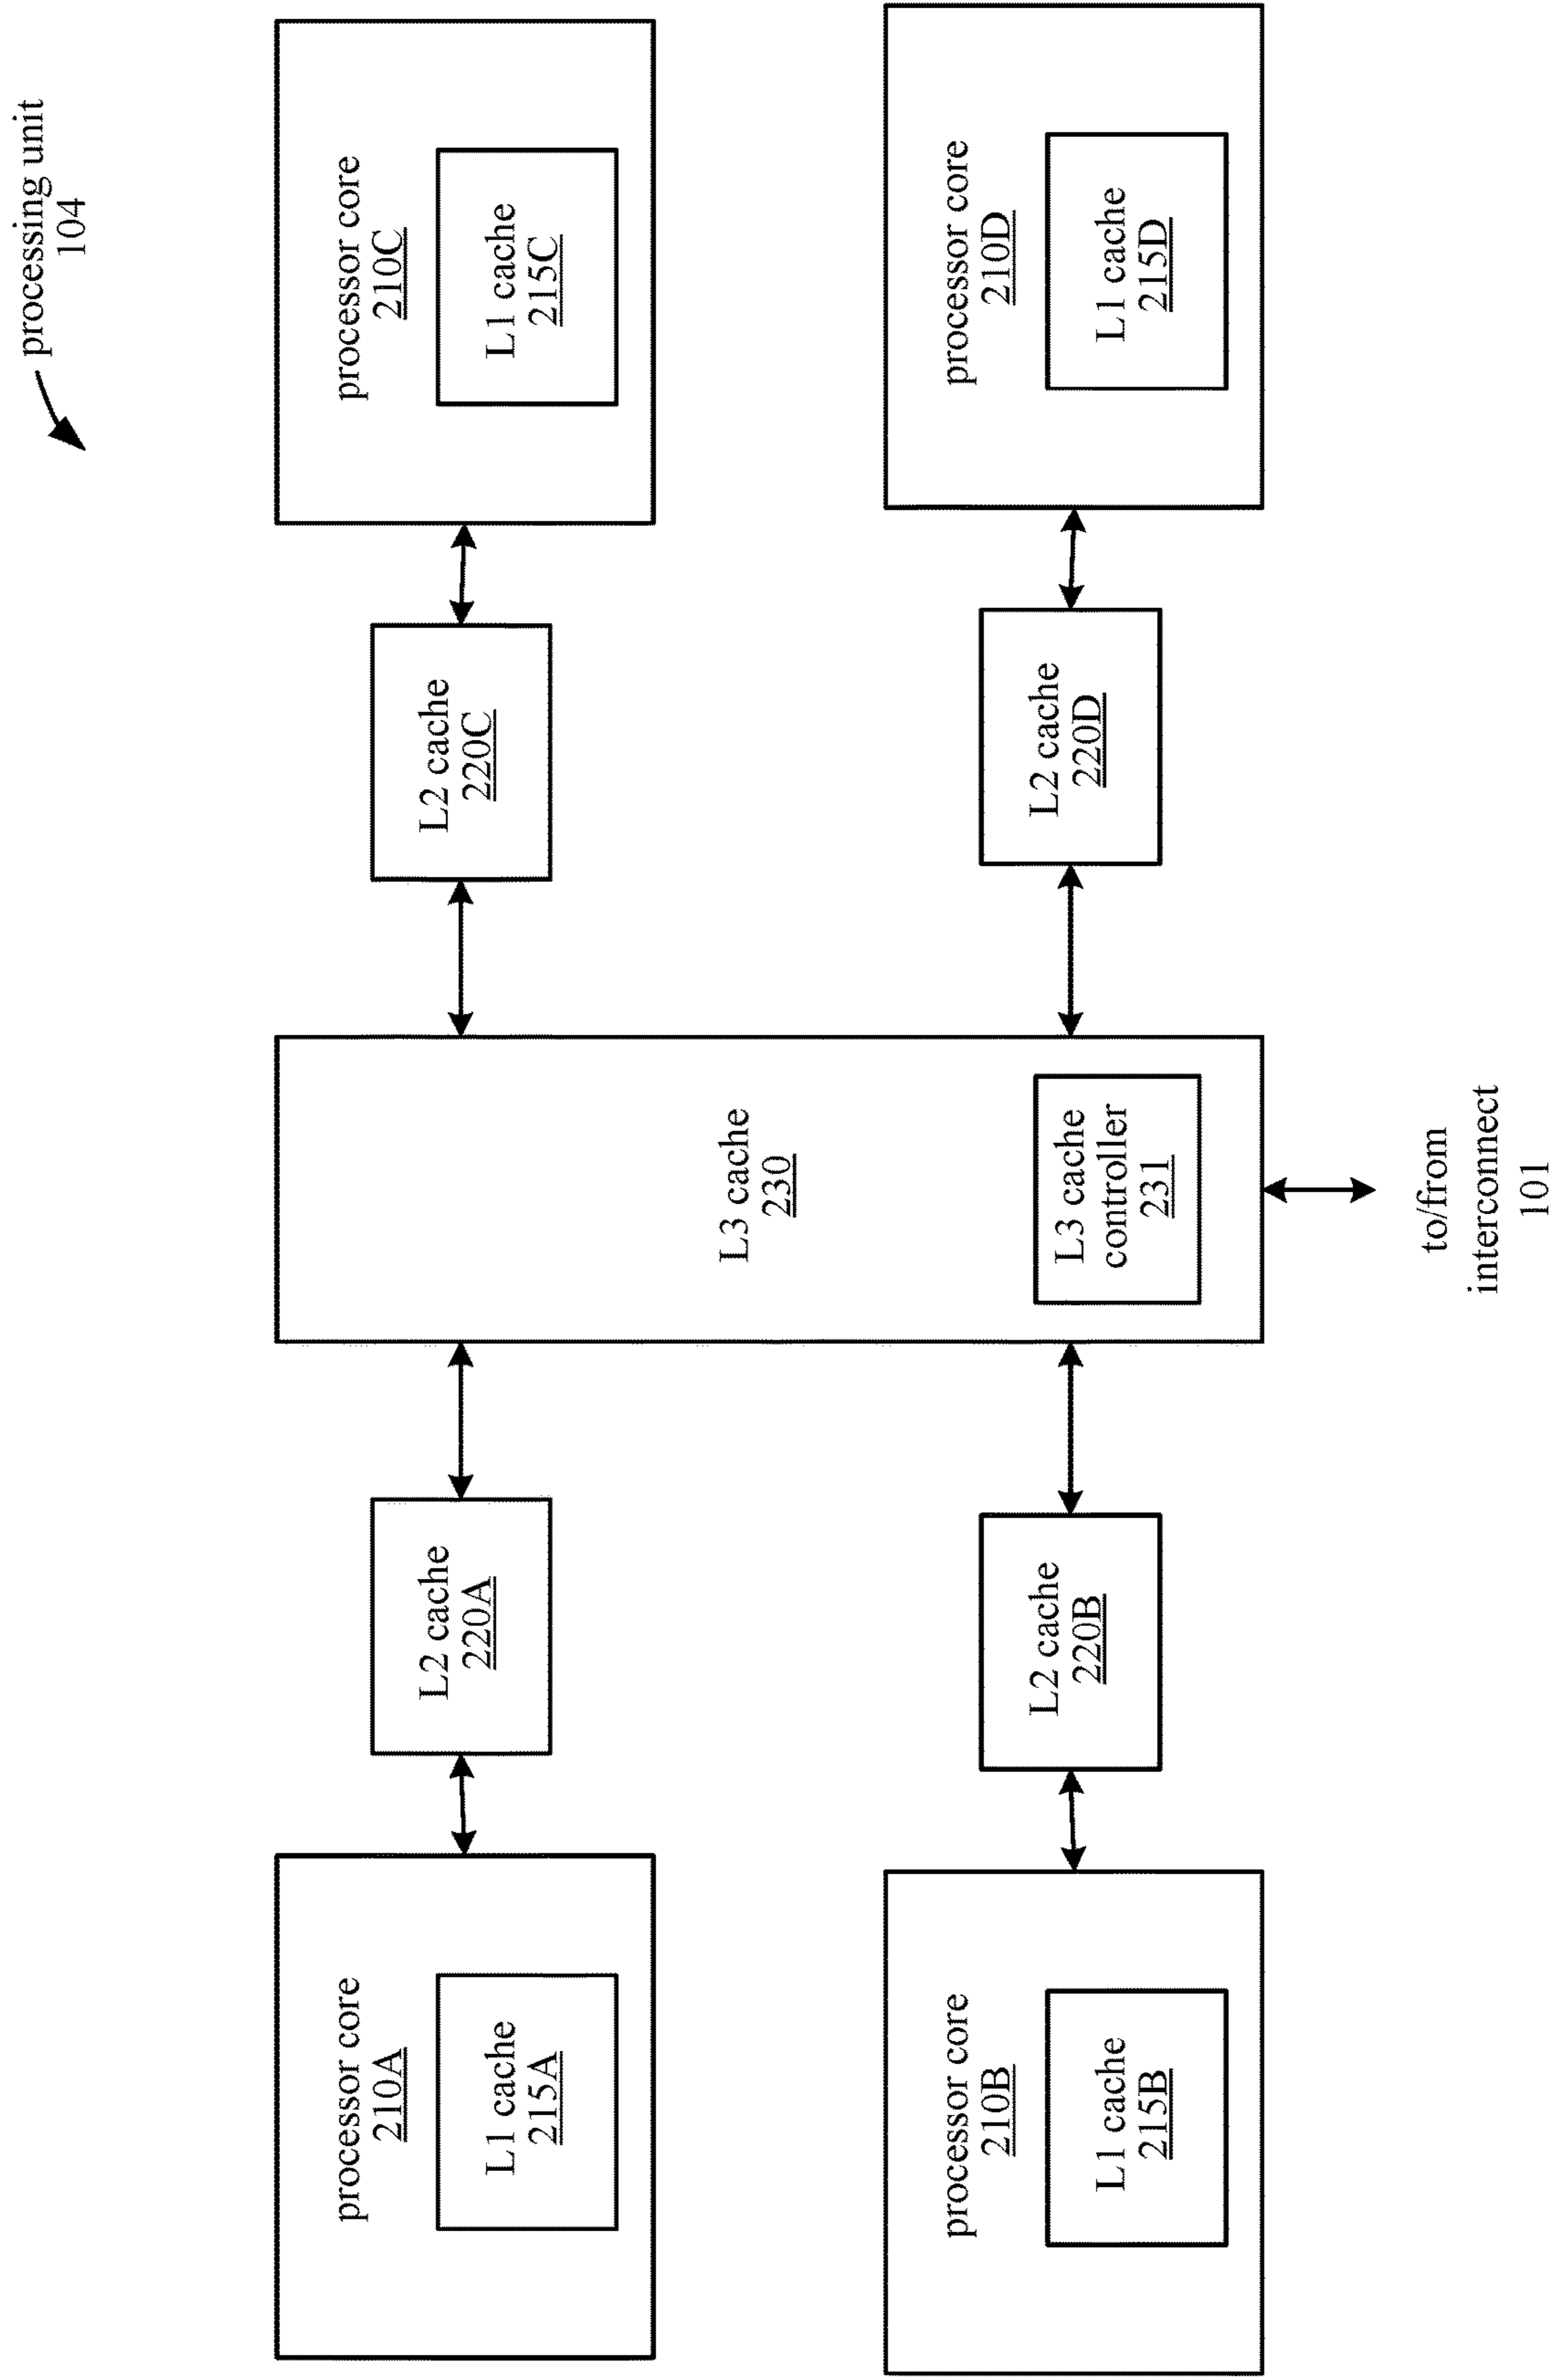 processing unit
104
processor core
210A
L1 cache
215A
L2 cache
220A
L3 cache
230
L2 cache
220C
processor core
210C
L1 cache
215C
processor core
210B
L1 cache
215B
L2 cache
220B
L3 cache
controller
231
L2 cache
220D
processor core
210D
L1 cache
215D
to/from
interconnect
101